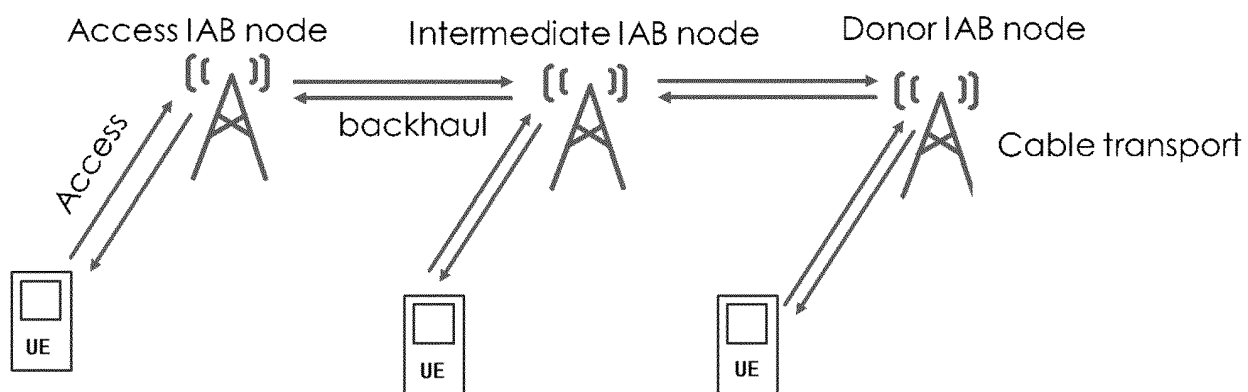 Access IAB node
Intermediate IAB node
Donor IAB node
Access
backhaul
Cable transport
UE
UE
UE